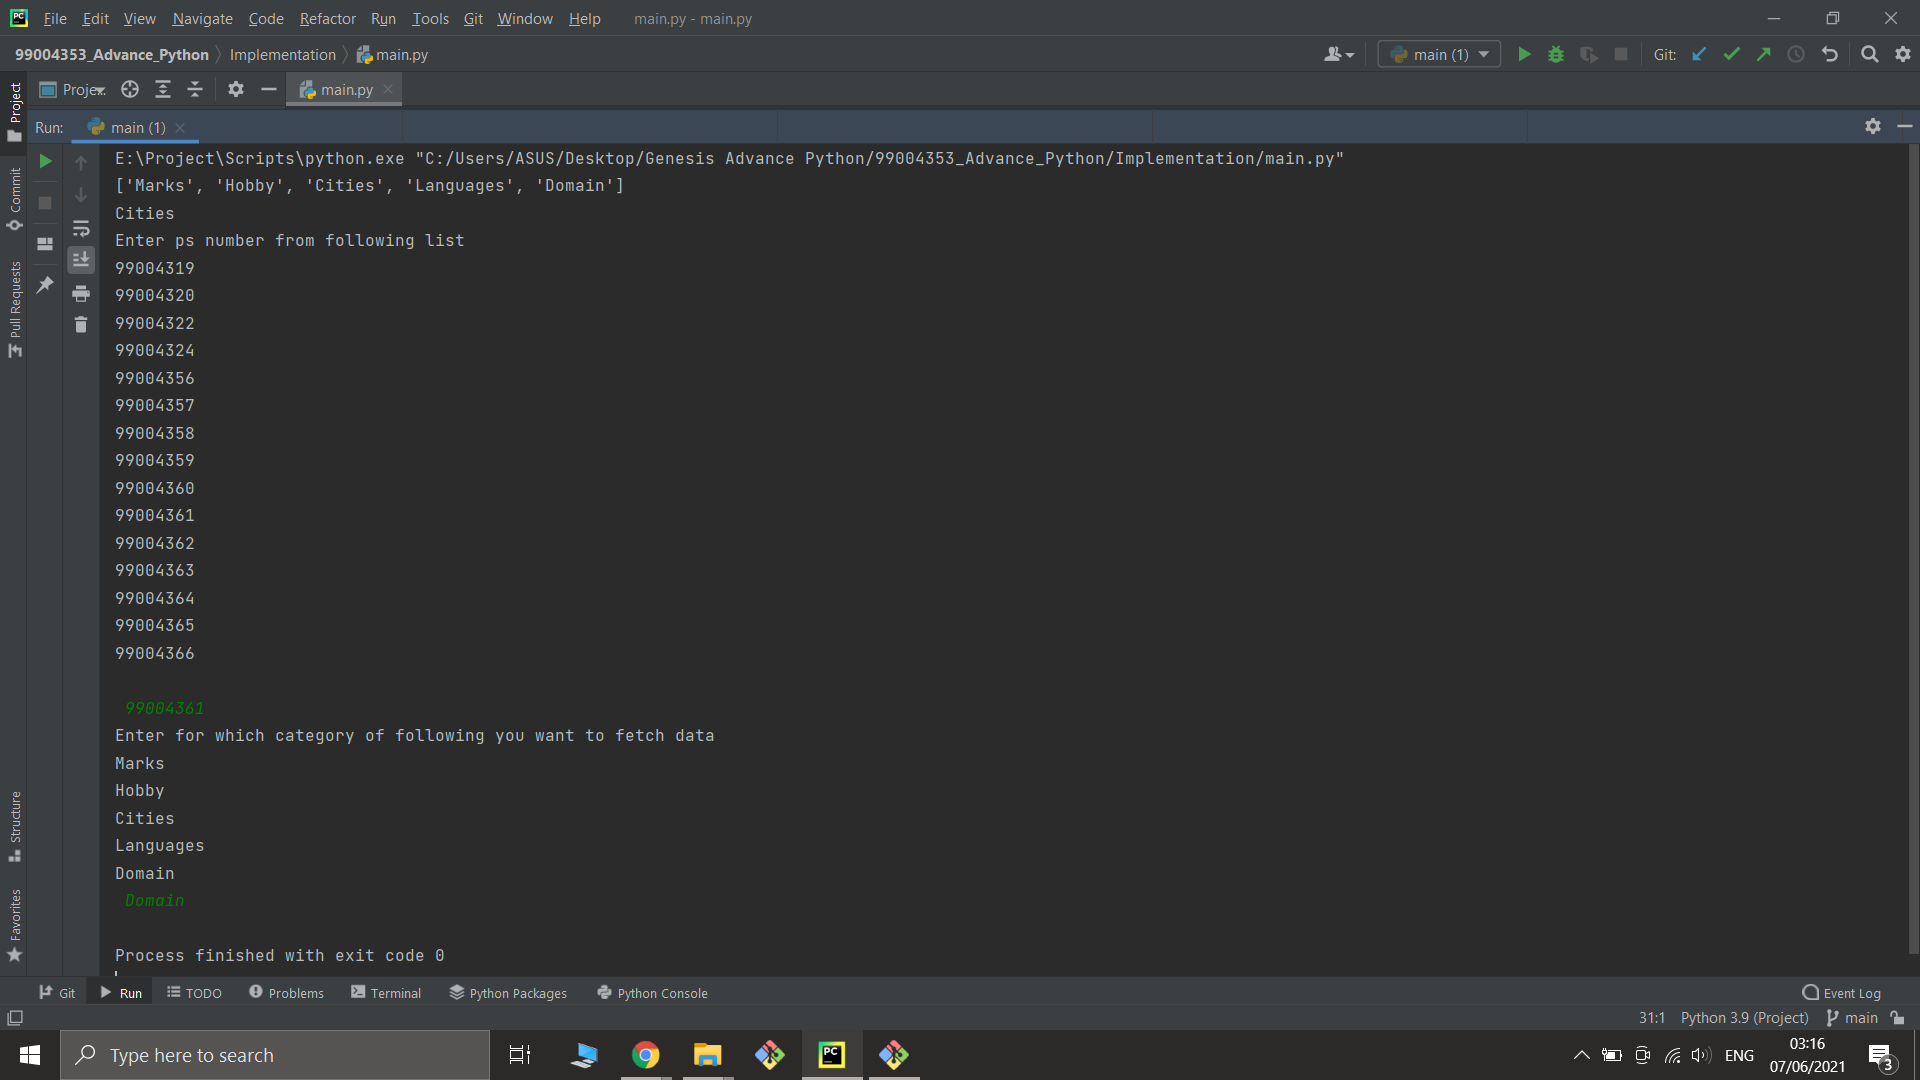 File Edit View Navigate Code Refactor Run Tools Git Window Help main.py - main.py
99004353_Advance_Python Implementation main.py main (1) Git:
Project main.py
Run: main (1)
E:\Project\Scripts\python.exe "C:/Users/ASUS/Desktop/Genesis Advance Python/99004353_Advance_Python/Implementation/main.py"
['Marks', 'Hobby', 'Cities', 'Languages', 'Domain']
Cities
Enter ps number from following list
99004319
99004320
99004322
99004324
99004356
99004357
99004358
99004359
99004360
99004361
99004362
99004363
99004364
99004365
99004366
99004361
Enter for which category of following you want to fetch data
Marks
Hobby
Cities
Languages
Domain
Domain
Process finished with exit code 0
Project
Commit
Pull Requests
Structure
Favorites
Git Run TODO Problems Terminal Python Packages Python Console Event Log
31:1 Python 3.9 (Project) main
Type here to search
PC
ENG
03:16
07/06/2021
3